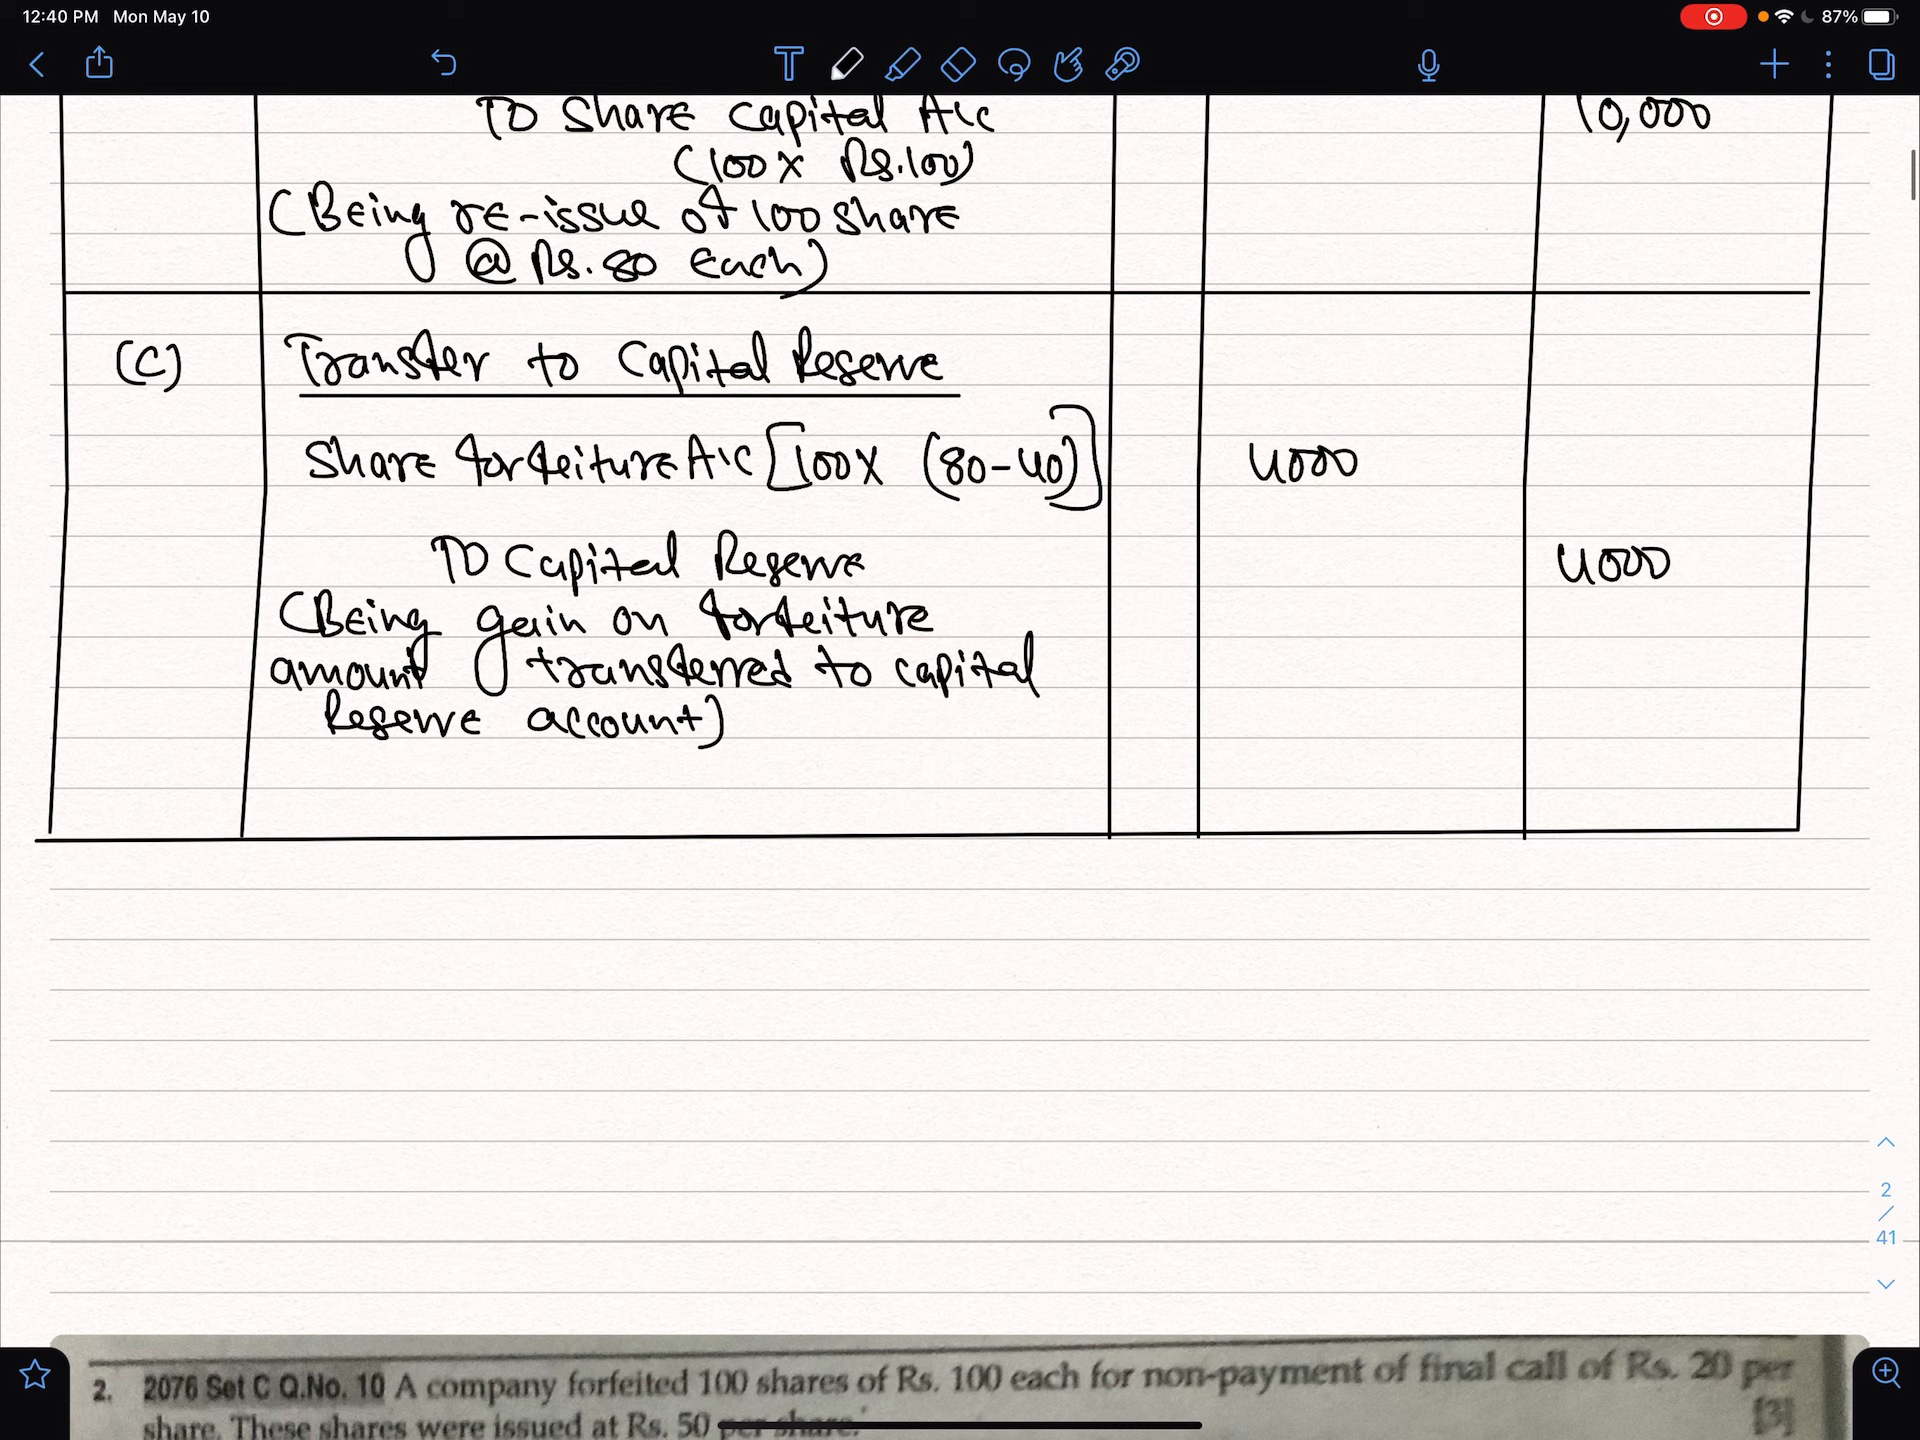 12:40 PM Mon May 10
87%
To Share Capital A/c 10,000
(100 X Rs.100)
(Being re-issue of 100 share
@ Rs. 80 Each)
(C) Transfer to Capital Reserve
Share forfeiture A/C [100 X (80-40)] 4000
To Capital Reserve 4000
(Being gain on forfeiture
amount transferred to capital
Reserve account)
2
/
41
2. 2076 Set C Q.No. 10 A company forfeited 100 shares of Rs. 100 each for non-payment of final call of Rs. 20 per
share. These shares were issued at Rs. 50 per share. [3]